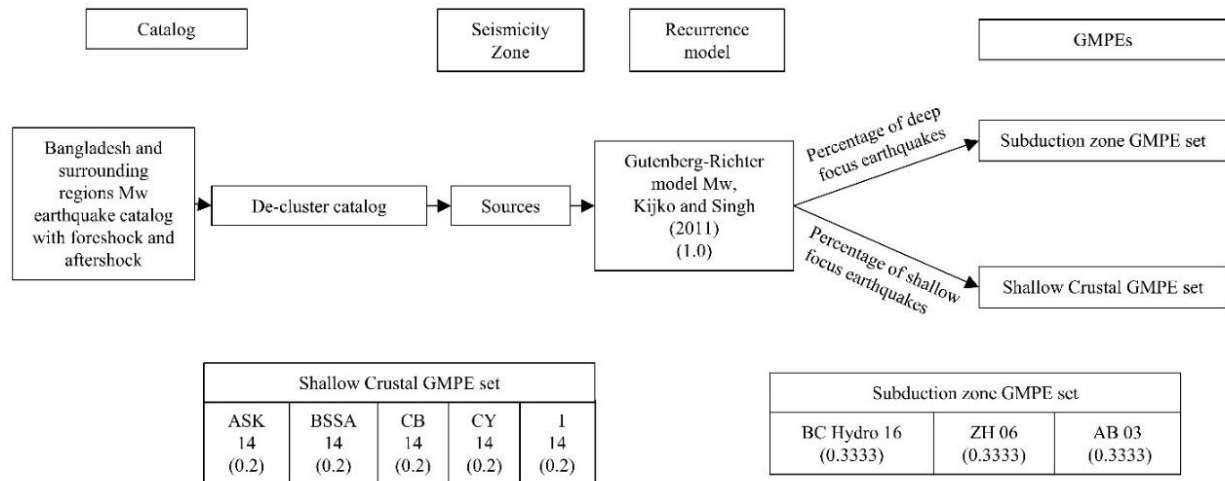 Catalog
Seismicity
Zone
Recurrence
model
GMPEs
Bangladesh and
surrounding
regions Mw
earthquake catalog
with foreshock and
aftershock
De-cluster catalog
Sources
Gutenberg-Richter
model Mw,
Kijko and Singh
(2011)
(1.0)
Percentage of deep
focus earthquakes
Subduction zone GMPE set
Percentage of shallow
focus earthquakes
Shallow Crustal GMPE set
Shallow Crustal GMPE set
ASK
14
(0.2)
BSSA
14
(0.2)
CB
14
(0.2)
CY
14
(0.2)
I
14
(0.2)
Subduction zone GMPE set
BC Hydro 16
(0.3333)
ZH 06
(0.3333)
AB 03
(0.3333)